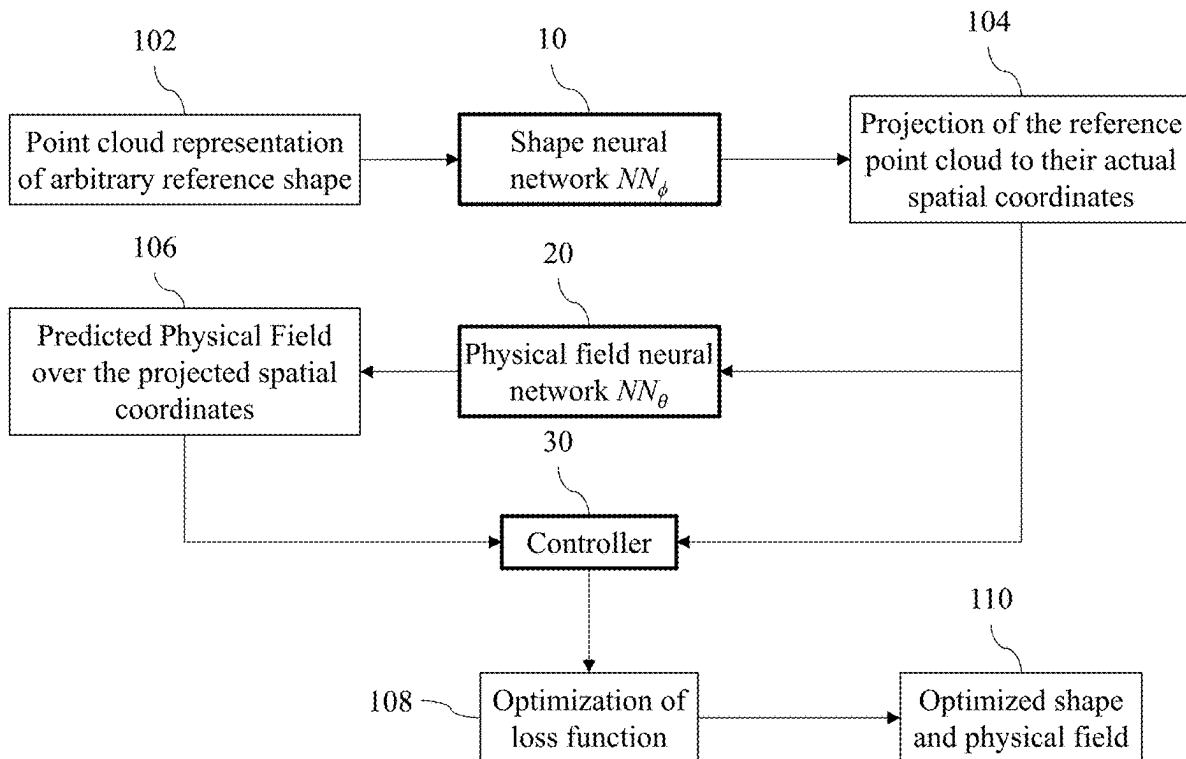 102
10
104
Point cloud representation
of arbitrary reference shape
Shape neural
network NNϕ
Projection of the reference
point cloud to their actual
spatial coordinates
106
20
Predicted Physical Field
over the projected spatial
coordinates
Physical field neural
network NNθ
30
Controller
110
108
Optimization of
loss function
Optimized shape
and physical field